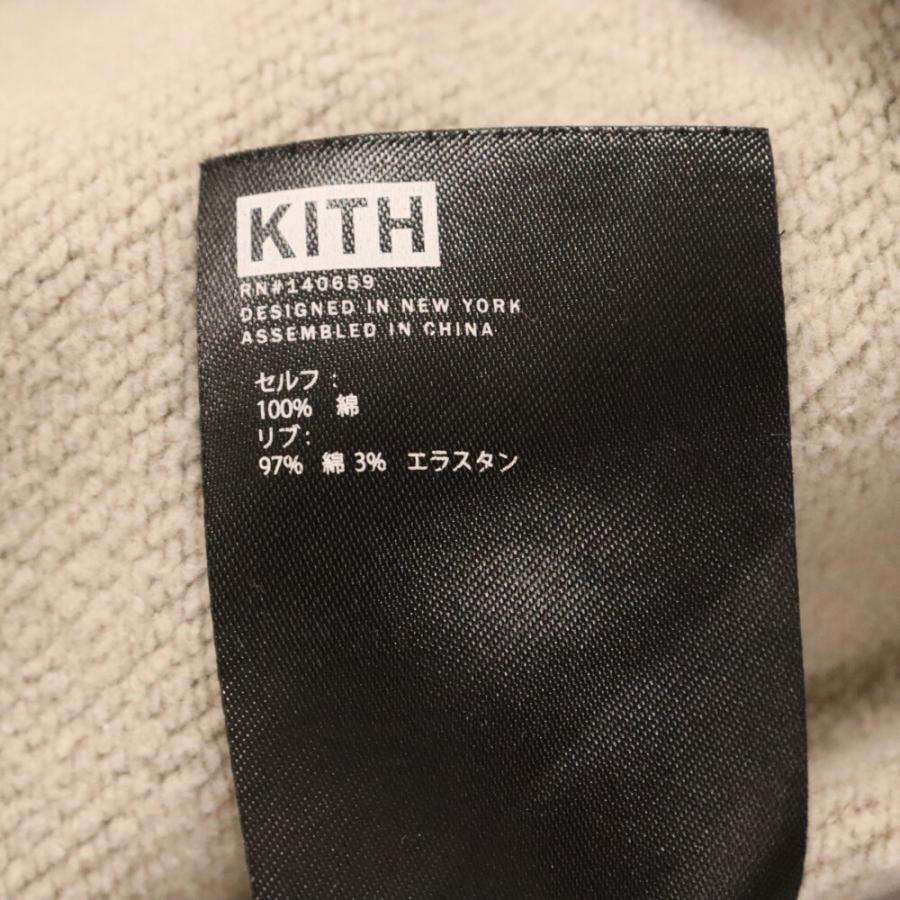 KITH
RN#140659
DESIGNED IN NEW YORK
ASSEMBLED IN CHINA
セルフ :
100% 綿
リブ :
97% 綿 3% エラスタン